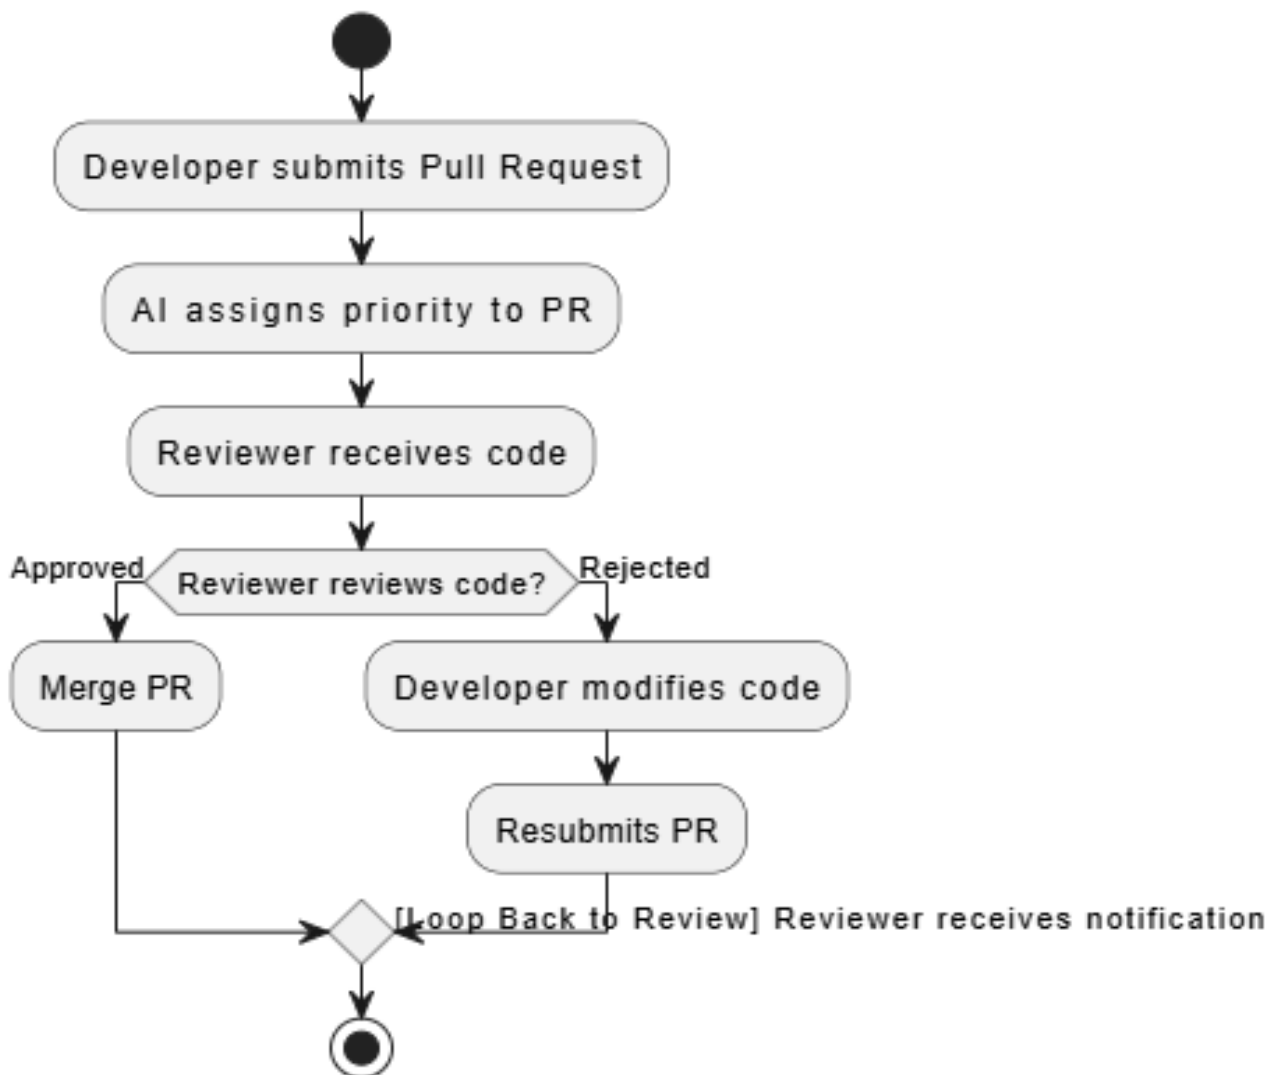 Developer submits Pull Request
AI assigns priority to PR
Reviewer receives code
Approved
Reviewer reviews code?
Rejected
Merge PR
Developer modifies code
Resubmits PR
[Loop Back to Review] Reviewer receives notification